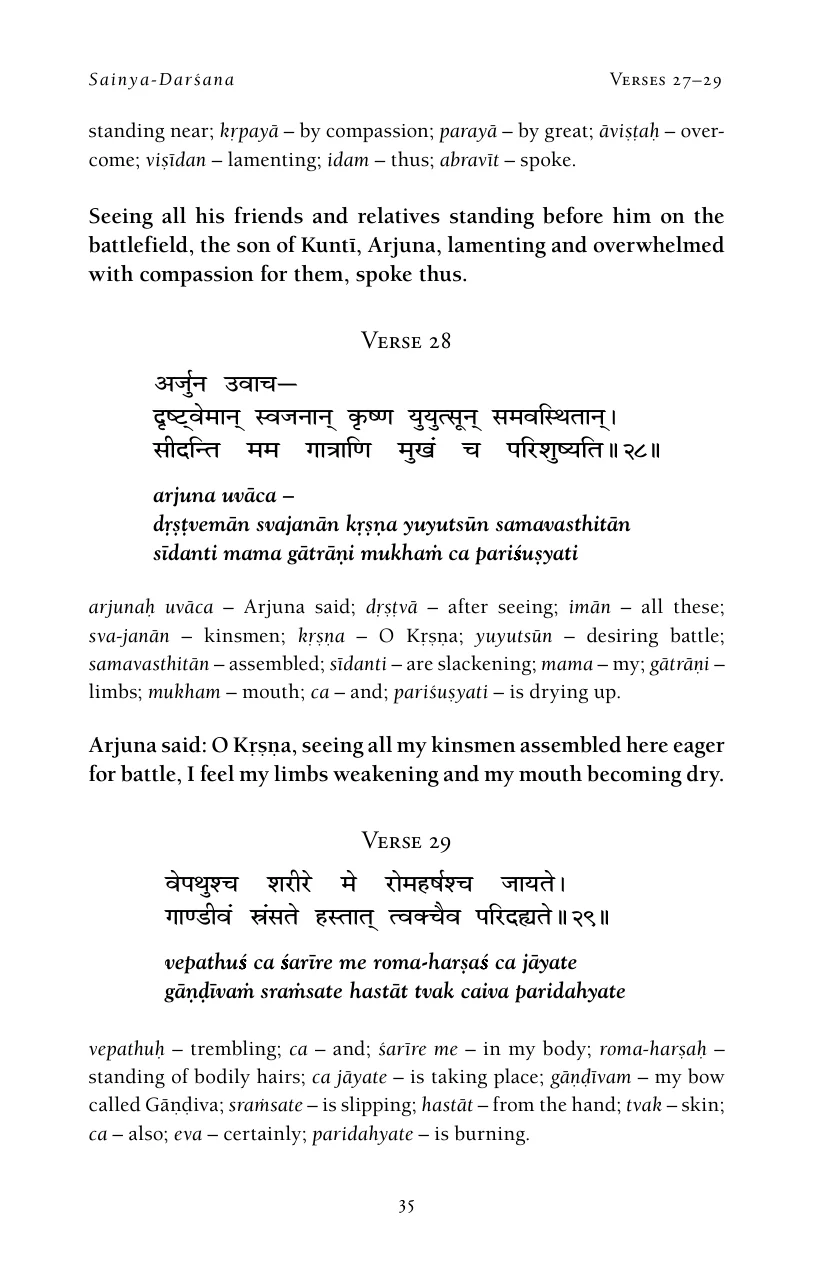 Sainya-Darśana VERSES 27–29
standing near; kṛpayā – by compassion; parayā – by great; āviṣṭaḥ – over-
come; viṣīdan – lamenting; idam – thus; abravīt – spoke.
Seeing all his friends and relatives standing before him on the
battlefield, the son of Kuntī, Arjuna, lamenting and overwhelmed
with compassion for them, spoke thus.
VERSE 28
अर्जुन उवाच—
दृष्ट्वेमान् स्वजनान् कृष्ण युयुत्सून् समवस्थितान्।
सीदन्ति मम गात्राणि मुखं च परिशुष्यति॥२८॥
arjuna uvāca –
dṛṣṭvemān svajanān kṛṣṇa yuyutsūn samavasthitān
sīdanti mama gātrāṇi mukhaṁ ca pariśuṣyati
arjunaḥ uvāca – Arjuna said; dṛṣṭvā – after seeing; imān – all these;
sva-janān – kinsmen; kṛṣṇa – O Kṛṣṇa; yuyutsūn – desiring battle;
samavasthitān – assembled; sīdanti – are slackening; mama – my; gātrāṇi –
limbs; mukham – mouth; ca – and; pariśuṣyati – is drying up.
Arjuna said: O Kṛṣṇa, seeing all my kinsmen assembled here eager
for battle, I feel my limbs weakening and my mouth becoming dry.
VERSE 29
वेपथुश्च शरीरे मे रोमहर्षश्च जायते।
गाण्डीवं स्रंसते हस्तात् त्वक्चैव परिदह्यते॥२९॥
vepathuś ca śarīre me roma-harṣaś ca jāyate
gāṇḍīvaṁ sraṁsate hastāt tvak caiva paridahyate
vepathuḥ – trembling; ca – and; śarīre me – in my body; roma-harṣaḥ –
standing of bodily hairs; ca jāyate – is taking place; gāṇḍīvam – my bow
called Gāṇḍiva; sraṁsate – is slipping; hastāt – from the hand; tvak – skin;
ca – also; eva – certainly; paridahyate – is burning.
35